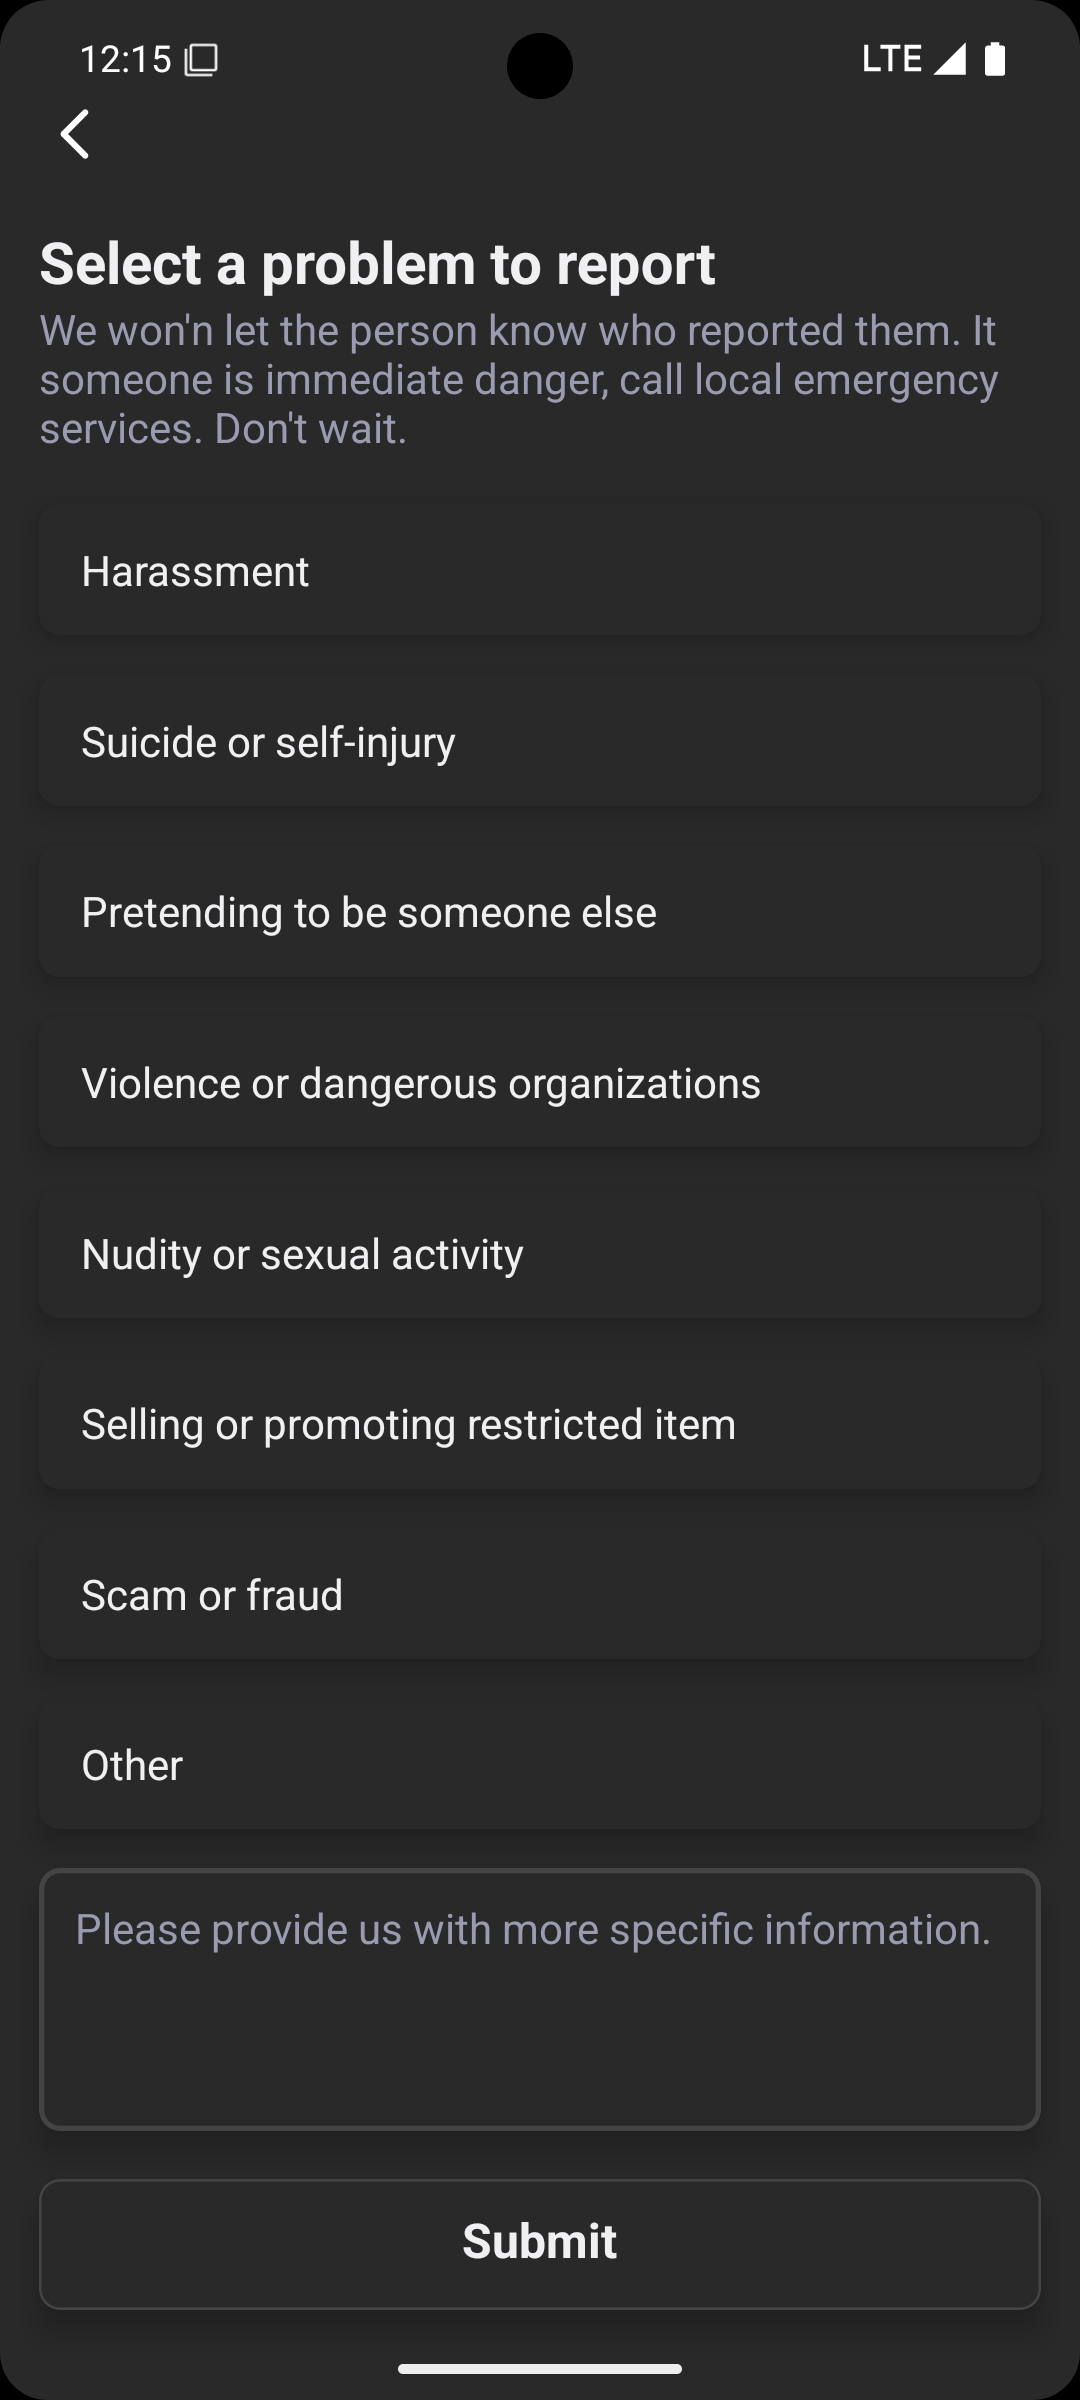 12:15
LTE
Select a problem to report
We won'n let the person know who reported them. It
someone is immediate danger, call local emergency
services. Don't wait.
Harassment
Suicide or self-injury
Pretending to be someone else
Violence or dangerous organizations
Nudity or sexual activity
Selling or promoting restricted item
Scam or fraud
Other
Please provide us with more specific information.
Submit